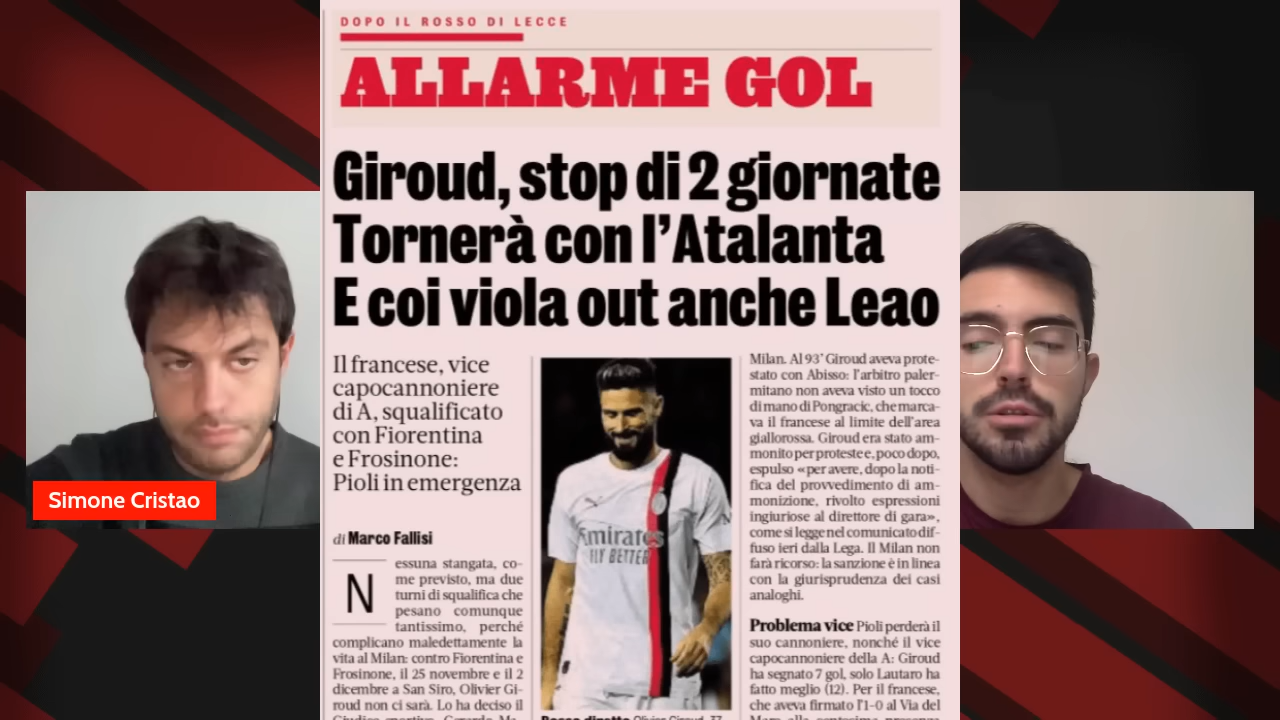 DOPO IL ROSSO DI LECCE
ALLARME GOL
Giroud, stop di 2 giornate
Tornerà con l'Atalanta
E coi viola out anche Leao
Il francese, vice
capocannoniere
di A, squalificato
con Fiorentina
e Frosinone:
Pioli in emergenza
di Marco Fallisi
Nessuna stangata, co-
me previsto, ma due
turni di squalifica che
pesano comunque
tantissimo, perché
complicano maledettamente la
vita al Milan: contro Fiorentina e
Frosinone, il 25 novembre e il 2
dicembre a San Siro, Olivier Gi-
roud non ci sarà. Lo ha deciso il
Emirates
FLY BETTER
Milan. Al 93' Giroud aveva prote-
stato con Abisso: l'arbitro paler-
mitano non aveva visto un tocco
di mano di Pongracic, che marca-
va il francese al limite dell'area
giallorossa. Giroud era stato am-
monito per proteste e, poco dopo,
espulso «per avere, dopo la noti-
fica del provvedimento di am-
monizione, rivolto espressioni
ingiuriose al direttore di gara»,
come si legge nel comunicato dif-
fuso ieri dalla Lega. Il Milan non
farà ricorso: la sanzione è in linea
con la giurisprudenza dei casi
analoghi.
Problema vice Pioli perderà il
suo cannoniere, nonché il vice
capocannoniere della A: Giroud
ha segnato 7 gol, solo Lautaro ha
fatto meglio (12). Per il francese,
che aveva firmato l'1-0 al Via del
Simone Cristao